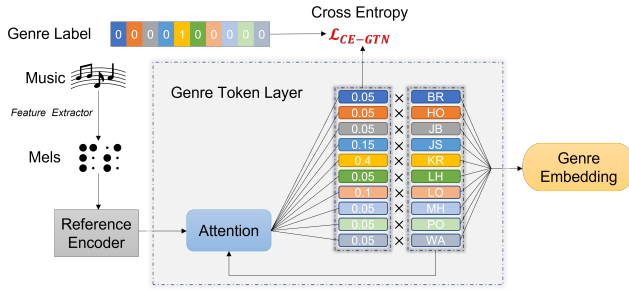 Cross Entropy
Genre Label 0 0 0 0 1 0 0 0 0 0 ℒCE−GTN
Music
Genre Token Layer
Feature Extractor
Mels
0.05 × BR
0.05 × HO
0.05 × JB
0.15 × JS
0.4 × KR
0.05 × LH
0.1 × LO
0.05 × MH
0.05 × PO
0.05 × WA
Genre
Embedding
Reference
Encoder
Attention